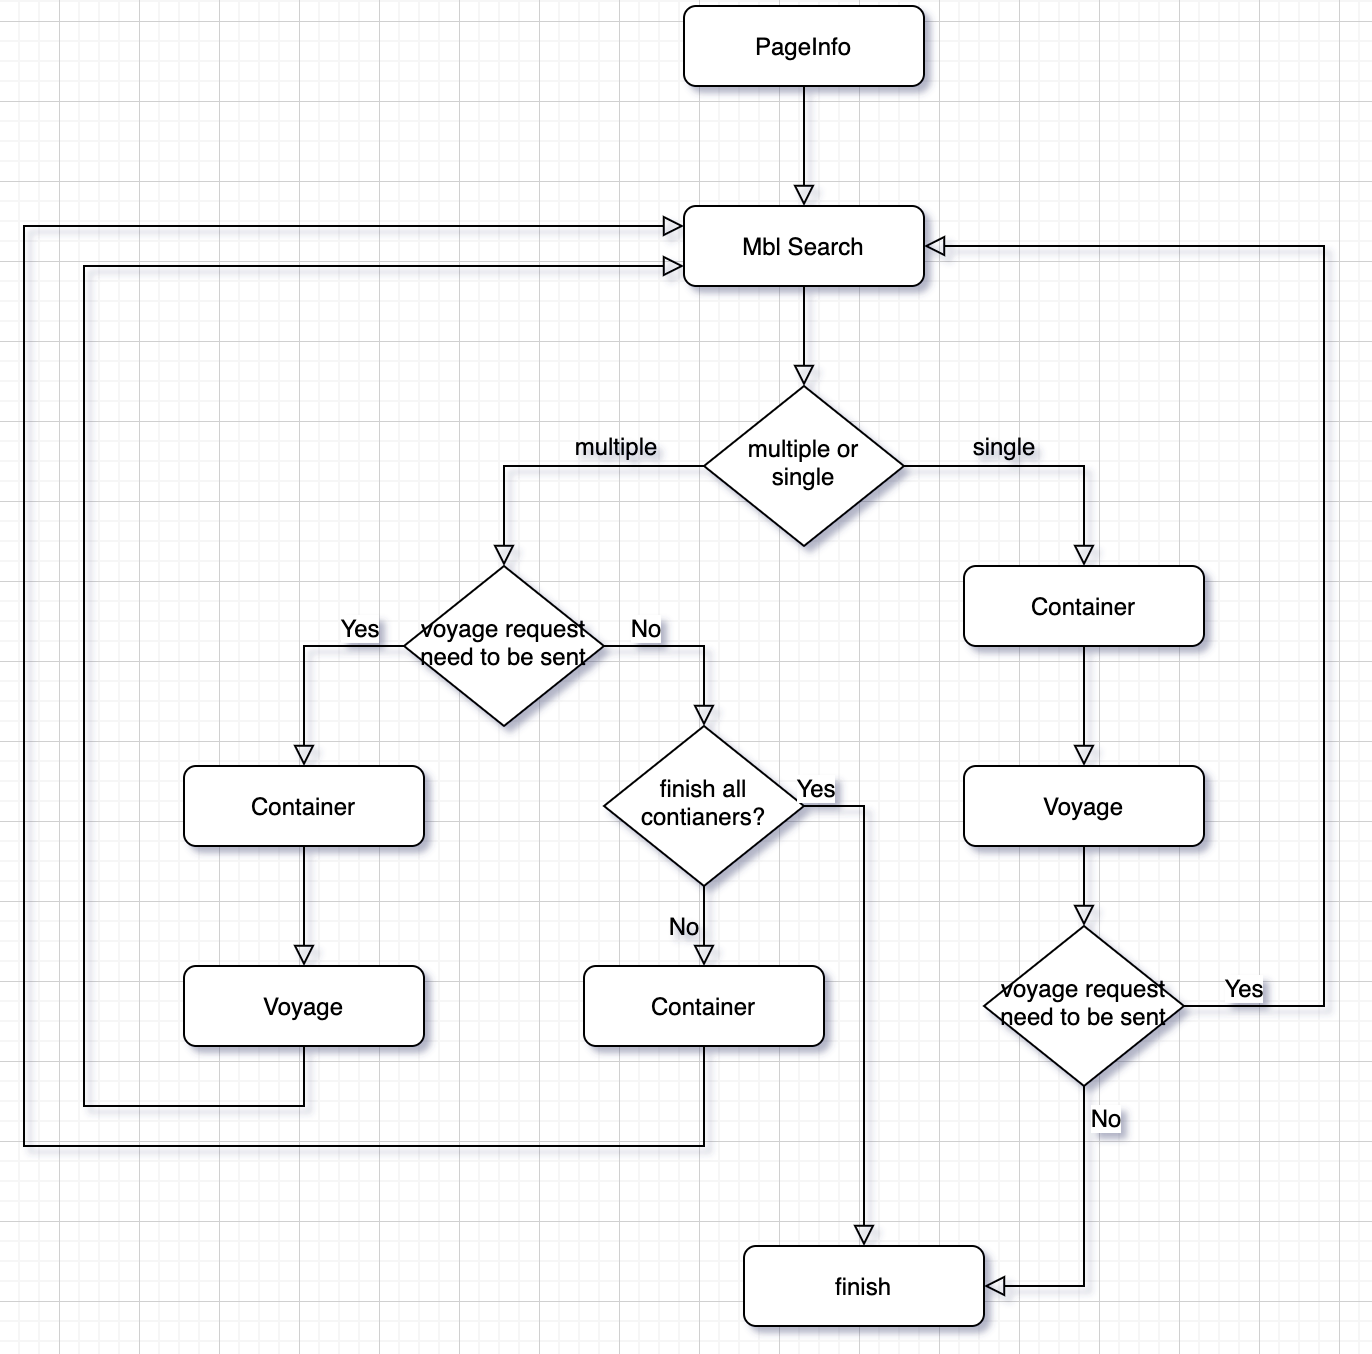 PageInfo
Mbl Search
multiple
multiple or
single
single
Yes
voyage request
need to be sent
No
Container
Container
finish all
contianers?
Yes
Voyage
No
Voyage
Container
voyage request
need to be sent
Yes
No
finish